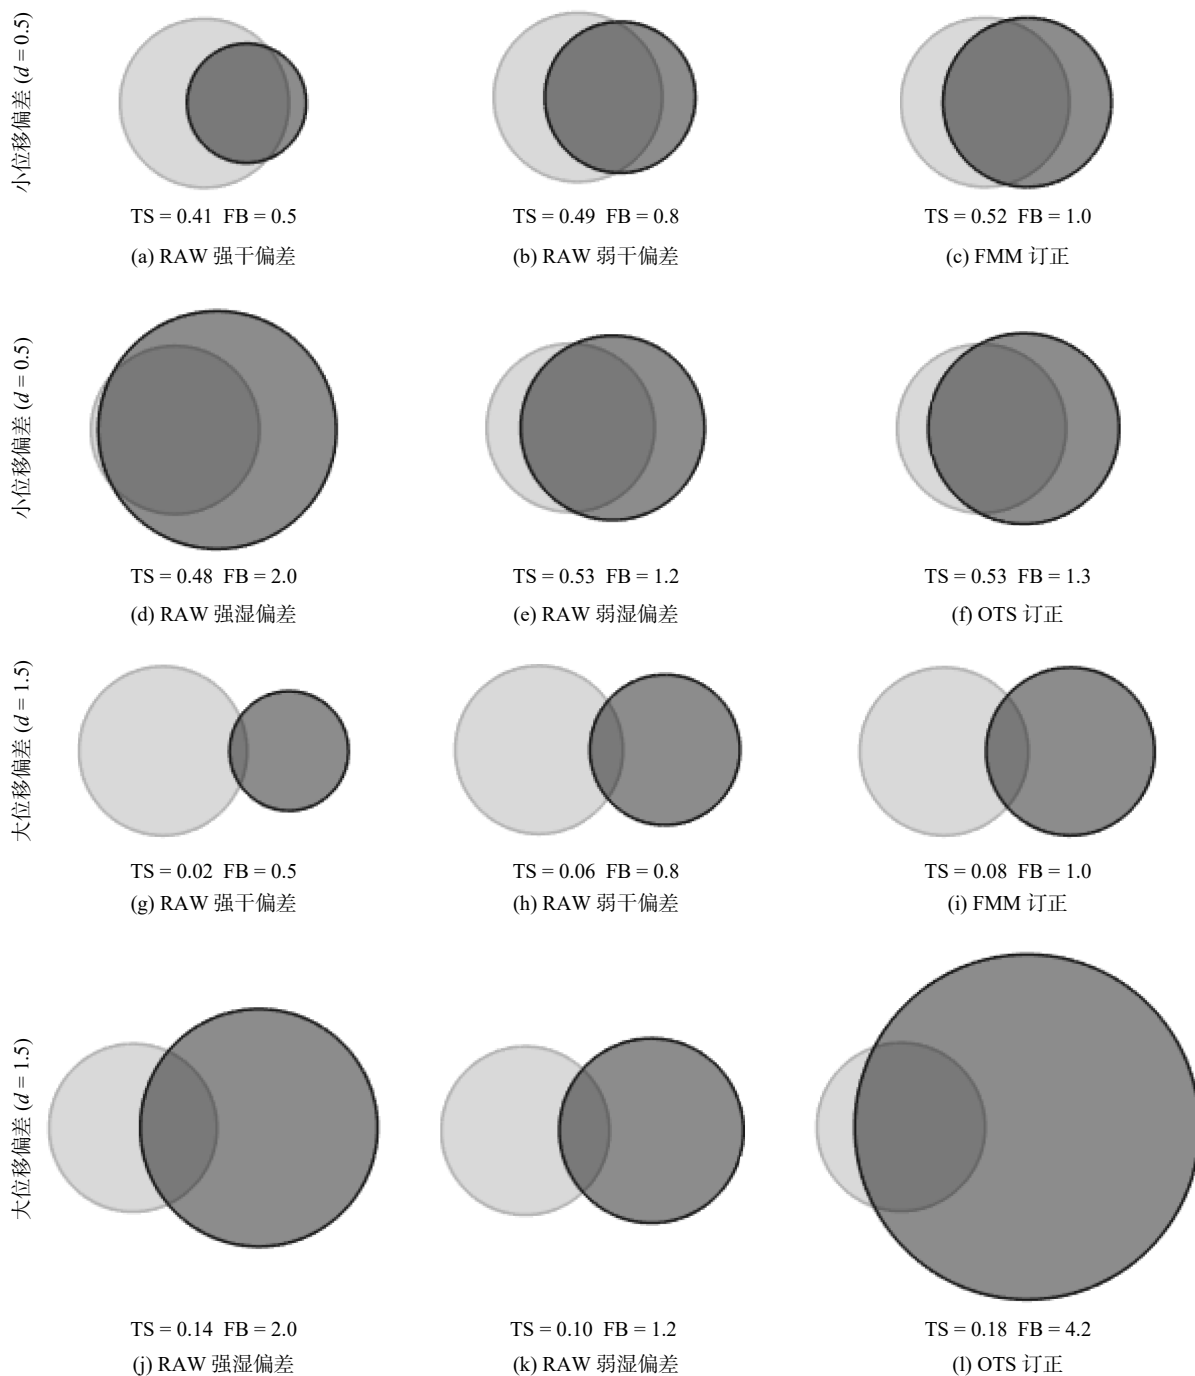 小位移偏差 (d = 0.5)
TS = 0.41 FB = 0.5
(a) RAW 强干偏差
TS = 0.49 FB = 0.8
(b) RAW 弱干偏差
TS = 0.52 FB = 1.0
(c) FMM 订正
小位移偏差 (d = 0.5)
TS = 0.48 FB = 2.0
(d) RAW 强湿偏差
TS = 0.53 FB = 1.2
(e) RAW 弱湿偏差
TS = 0.53 FB = 1.3
(f) OTS 订正
大位移偏差 (d = 1.5)
TS = 0.02 FB = 0.5
(g) RAW 强干偏差
TS = 0.06 FB = 0.8
(h) RAW 弱干偏差
TS = 0.08 FB = 1.0
(i) FMM 订正
大位移偏差 (d = 1.5)
TS = 0.14 FB = 2.0
(j) RAW 强湿偏差
TS = 0.10 FB = 1.2
(k) RAW 弱湿偏差
TS = 0.18 FB = 4.2
(l) OTS 订正